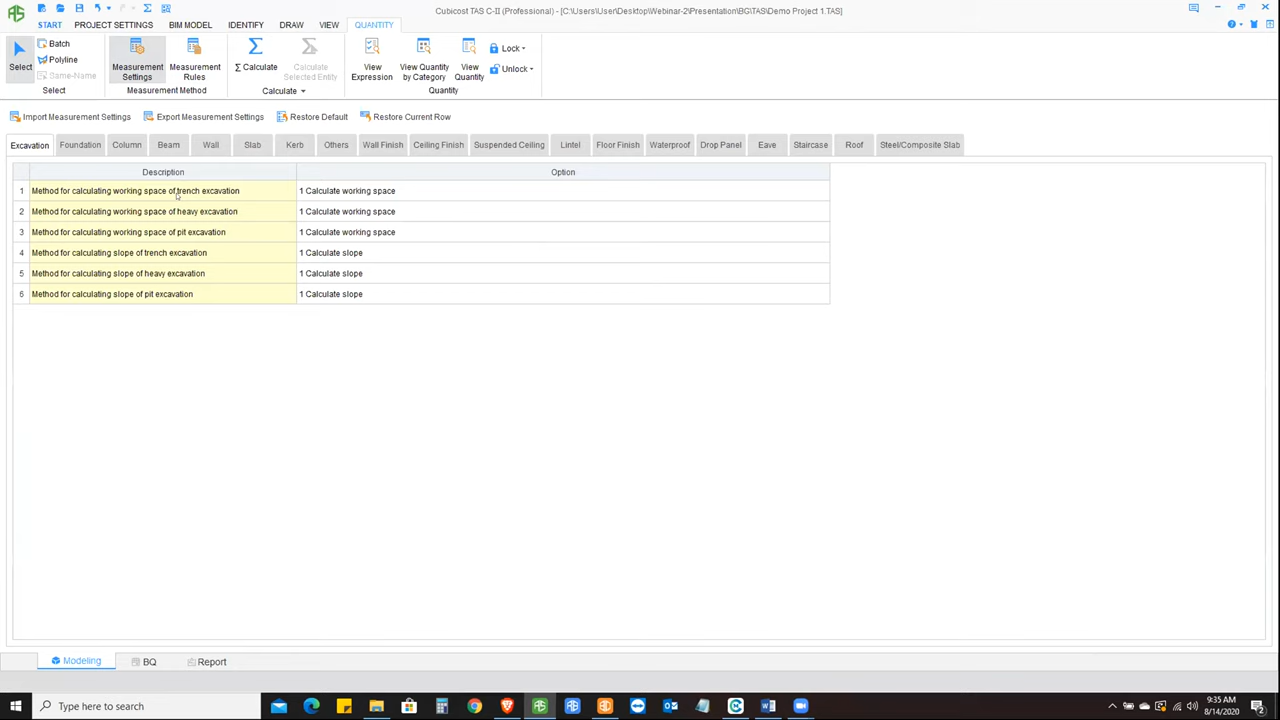 Cubicost TAS C-II (Professional) - [C:\Users\User\Desktop\Webinar-2\Presentation\BG\TAS\Demo Project 1.TAS]
START PROJECT SETTINGS BIM MODEL IDENTIFY DRAW VIEW QUANTITY
Select
Batch
Polyline
Same-Name
Select
Measurement Settings
Measurement Rules
Measurement Method
Σ Calculate
Calculate Selected Entity
Calculate
View Expression
View Quantity by Category
View Quantity
Lock
Unlock
Quantity
Import Measurement Settings Export Measurement Settings Restore Default Restore Current Row
Excavation Foundation Column Beam Wall Slab Kerb Others Wall Finish Ceiling Finish Suspended Ceiling Lintel Floor Finish Waterproof Drop Panel Eave Staircase Roof Steel/Composite Slab
Description Option
1 Method for calculating working space of trench excavation 1 Calculate working space
2 Method for calculating working space of heavy excavation 1 Calculate working space
3 Method for calculating working space of pit excavation 1 Calculate working space
4 Method for calculating slope of trench excavation 1 Calculate slope
5 Method for calculating slope of heavy excavation 1 Calculate slope
6 Method for calculating slope of pit excavation 1 Calculate slope
Modeling BQ Report
Type here to search
9:35 AM
8/14/2020
2